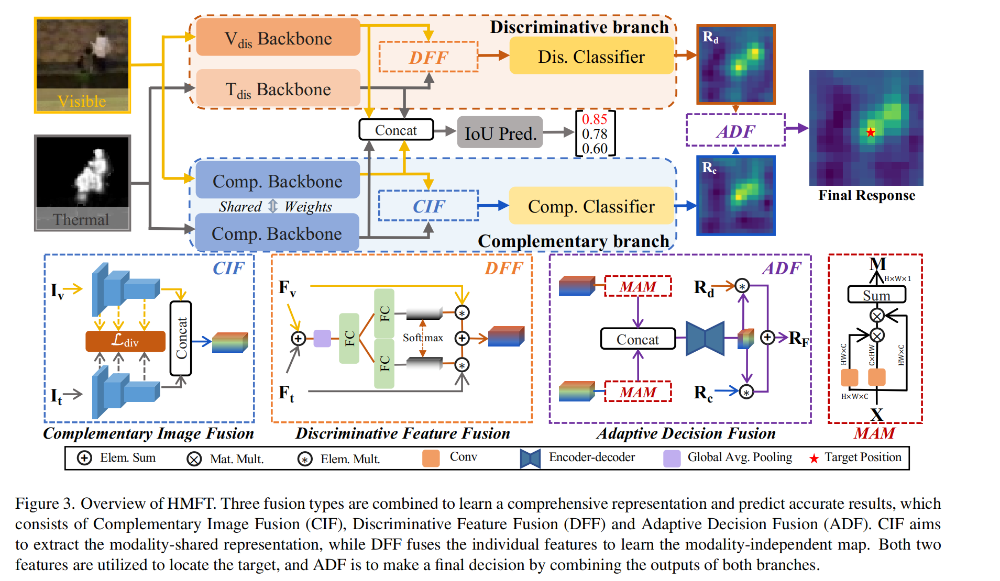 Visible
Thermal
V_dis Backbone
T_dis Backbone
DFF
Discriminative branch
Dis. Classifier
Concat
IoU Pred.
0.85
0.78
0.60
Comp. Backbone
Shared Weights
Comp. Backbone
CIF
Comp. Classifier
Complementary branch
R_d
R_c
ADF
Final Response
CIF
I_v
I_t
L_div
Concat
Complementary Image Fusion
DFF
F_v
F_t
FC
FC
FC
Softmax
Discriminative Feature Fusion
ADF
MAM
MAM
Concat
R_d
R_c
R_F
Adaptive Decision Fusion
M
H×W×1
Sum
HW×C
C×HW
HW×C
H×W×C
X
MAM
Elem. Sum
Mat. Mult.
Elem. Mult.
Conv
Encoder-decoder
Global Avg. Pooling
Target Position
Figure 3. Overview of HMFT. Three fusion types are combined to learn a comprehensive representation and predict accurate results, which
consists of Complementary Image Fusion (CIF), Discriminative Feature Fusion (DFF) and Adaptive Decision Fusion (ADF). CIF aims
to extract the modality-shared representation, while DFF fuses the individual features to learn the modality-independent map. Both two
features are utilized to locate the target, and ADF is to make a final decision by combining the outputs of both branches.